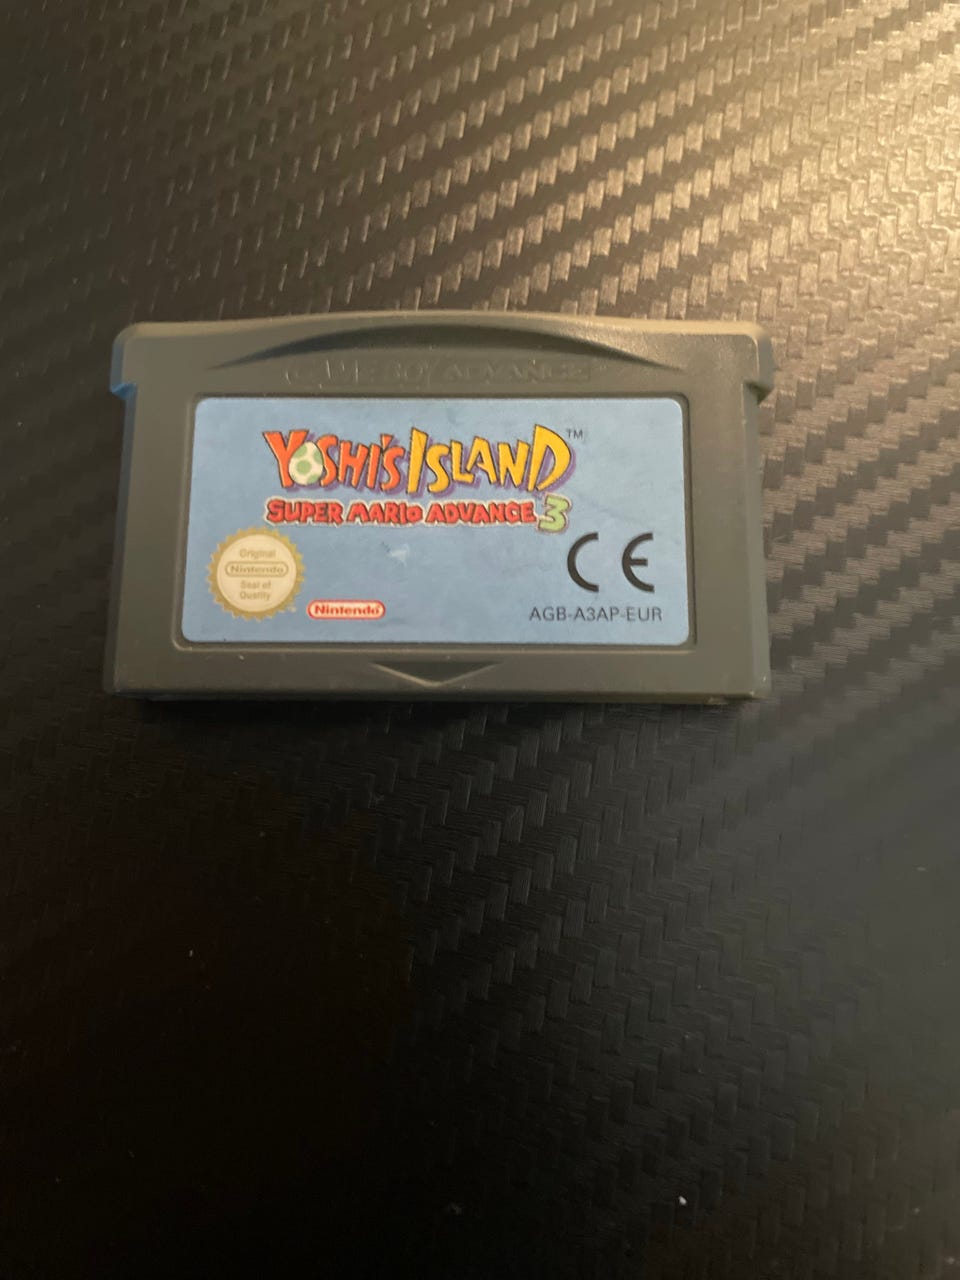 GAME BOY ADVANCE
YOSHI'S ISLAND™
SUPER MARIO ADVANCE 3
Original
Nintendo
Seal of
Quality
Nintendo
CE
AGB-A3AP-EUR